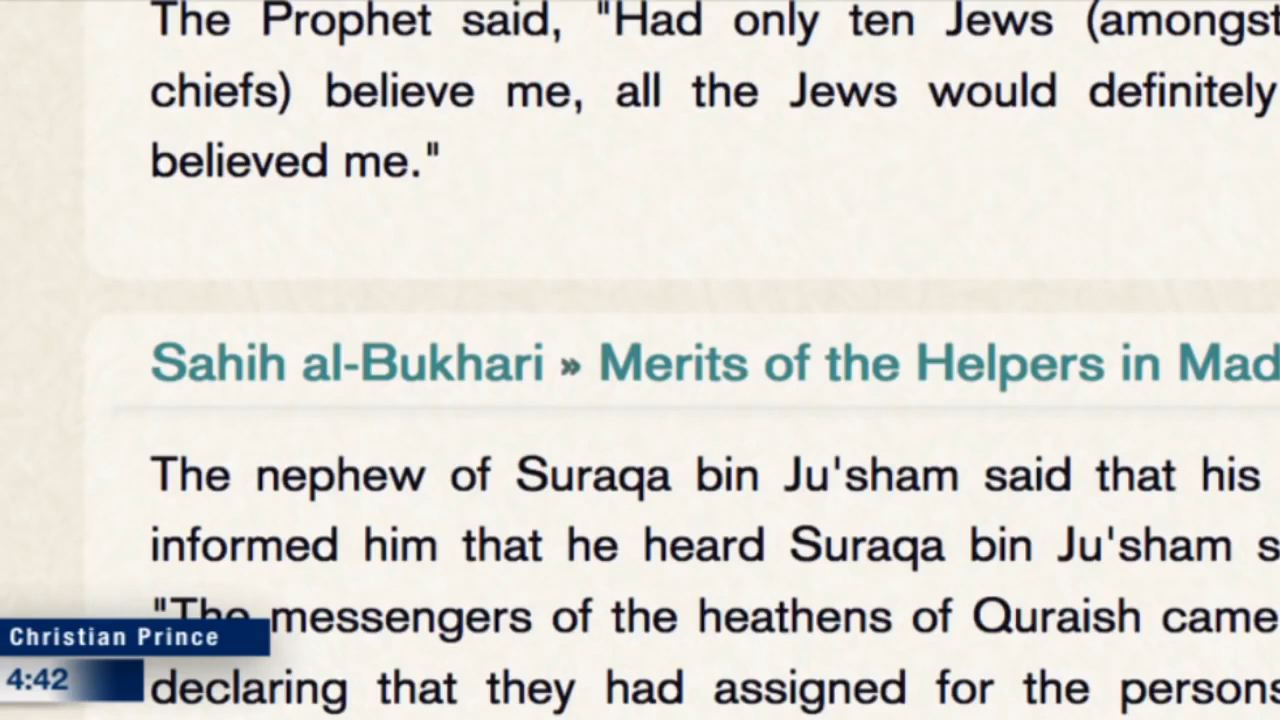 The Prophet said, "Had only ten Jews (amongst
chiefs) believe me, all the Jews would definitely
believed me."
Sahih al-Bukhari » Merits of the Helpers in Mad
The nephew of Suraqa bin Ju'sham said that his
informed him that he heard Suraqa bin Ju'sham s
"The messengers of the heathens of Quraish came
Christian Prince
4:42
declaring that they had assigned for the persons